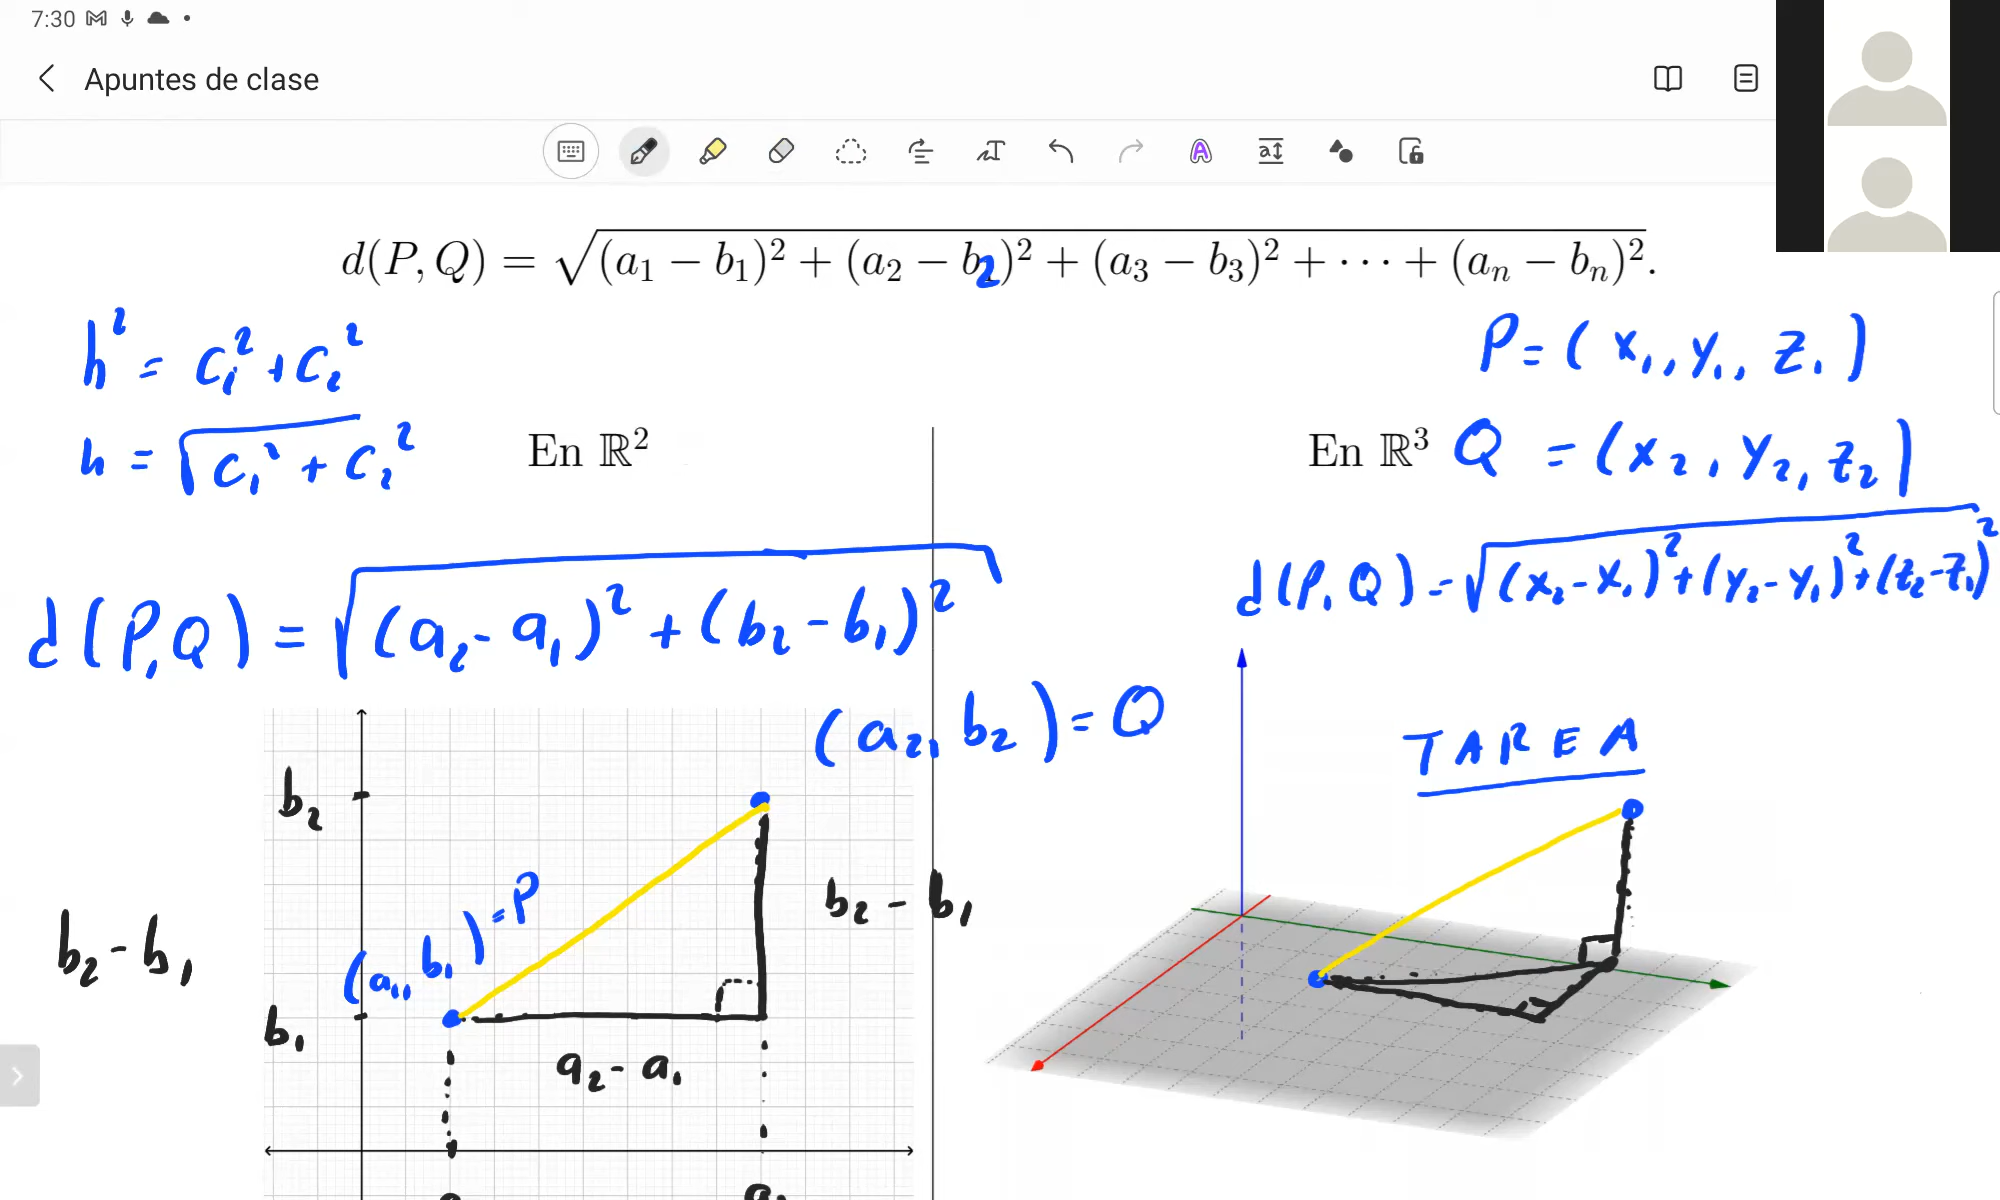 7:30
Apuntes de clase
d(P, Q) = √(a₁ − b₁)² + (a₂ − b₂)² + (a₃ − b₃)² + ⋯ + (aₙ − bₙ)².
h² = c₁² + c₂²
h = √c₁² + c₂²
En ℝ²
d(P, Q) = √(a₂ - a₁)² + (b₂ - b₁)²
(a₂, b₂) = Q
b₂
(a₁, b₁) = P
b₂ - b₁
b₂ - b₁
b₁
a₂ - a₁
P = (x₁, y₁, z₁)
En ℝ³ Q = (x₂, y₂, z₂)
d(P, Q) = √(x₂ - x₁)² + (y₂ - y₁)² + (z₂ - z₁)²
TAREA